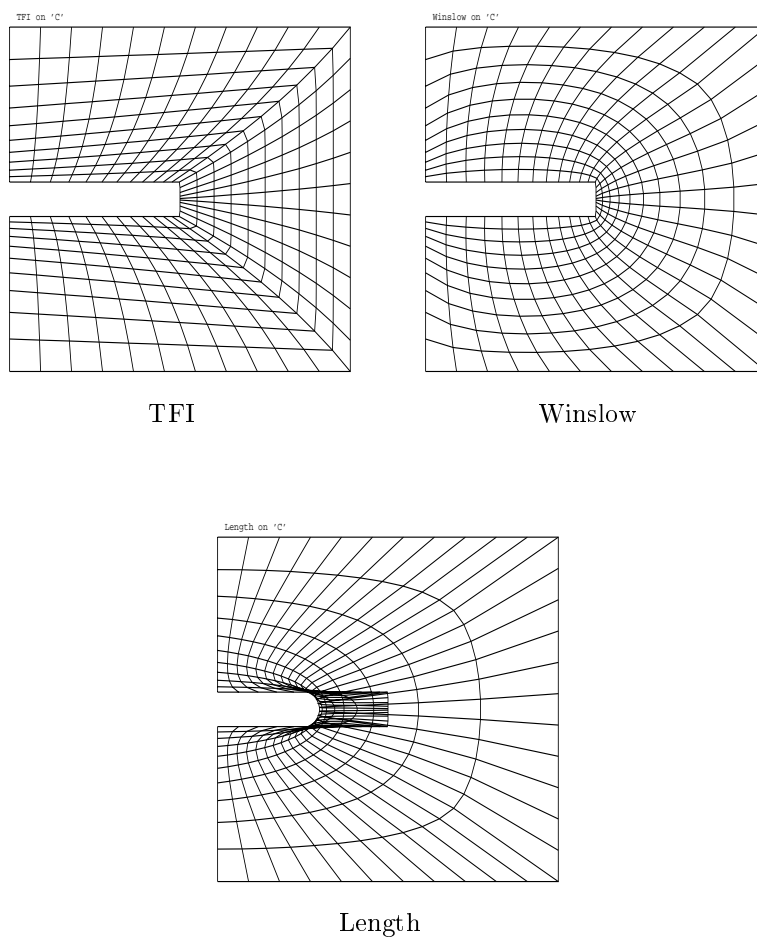 TFI on 'C'
Winslow on 'C'
TFI
Winslow
Length on 'C'
Length